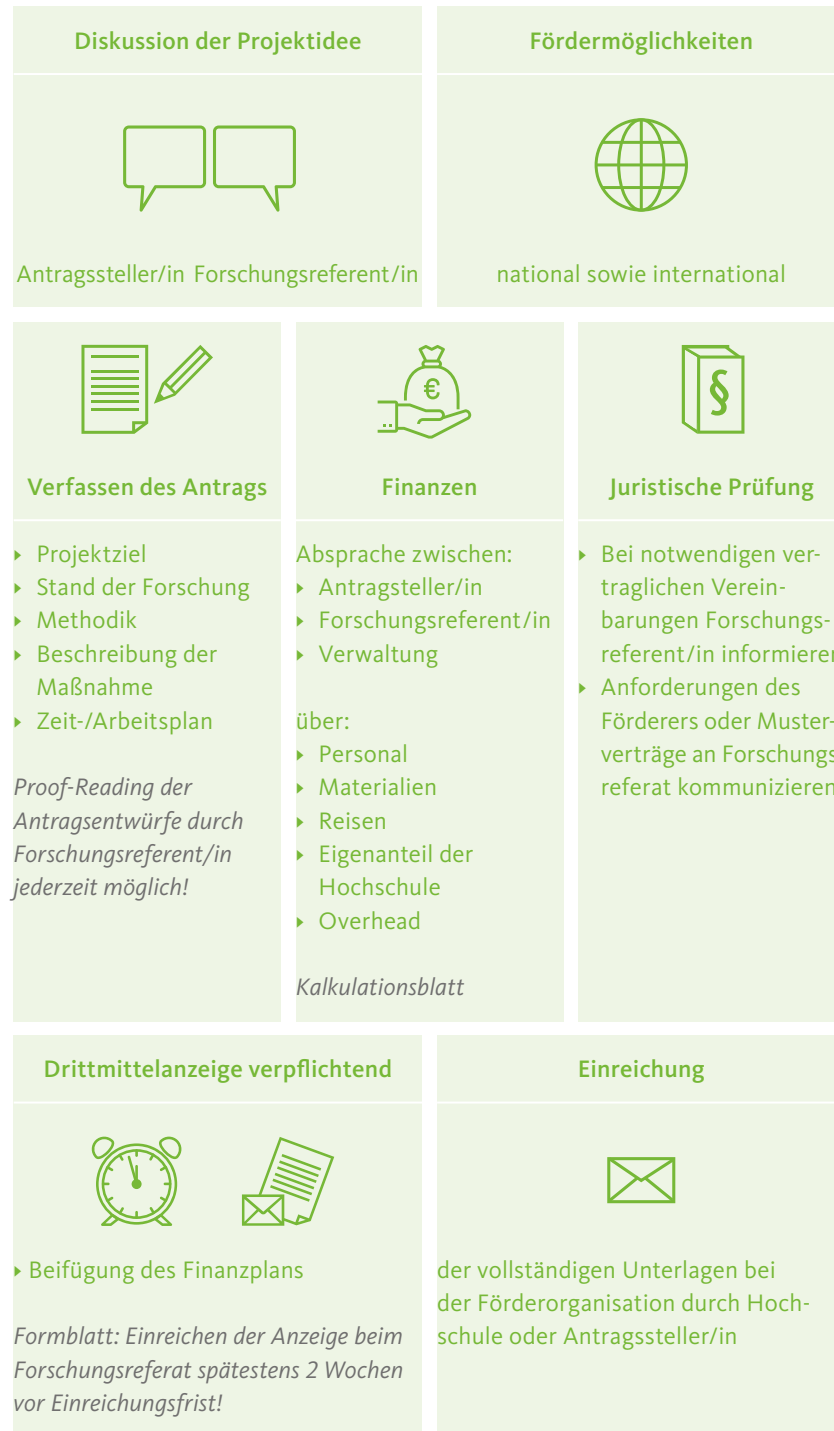 Diskussion der Projektidee
Fördermöglichkeiten
Antragssteller/in Forschungsreferent/in
national sowie international
§
€
Verfassen des Antrags
▸ Projektziel
▸ Stand der Forschung
▸ Methodik
▸ Beschreibung der
Maßnahme
▸ Zeit-/Arbeitsplan
Proof-Reading der
Antragsentwürfe durch
Forschungsreferent/in
jederzeit möglich!
Finanzen
Absprache zwischen:
▸ Antragsteller/in
▸ Forschungsreferent/in
▸ Verwaltung
über:
▸ Personal
▸ Materialien
▸ Reisen
▸ Eigenanteil der
Hochschule
▸ Overhead
Kalkulationsblatt
Juristische Prüfung
▸ Bei notwendigen ver-
traglichen Verein-
barungen Forschungs-
referent/in informieren
▸ Anforderungen des
Förderers oder Muster-
verträge an Forschungs
referat kommunizieren
Drittmittelanzeige verpflichtend
▸ Beifügung des Finanzplans
Formblatt: Einreichen der Anzeige beim
Forschungsreferat spätestens 2 Wochen
vor Einreichungsfrist!
Einreichung
der vollständigen Unterlagen bei
der Förderorganisation durch Hoch-
schule oder Antragssteller/in